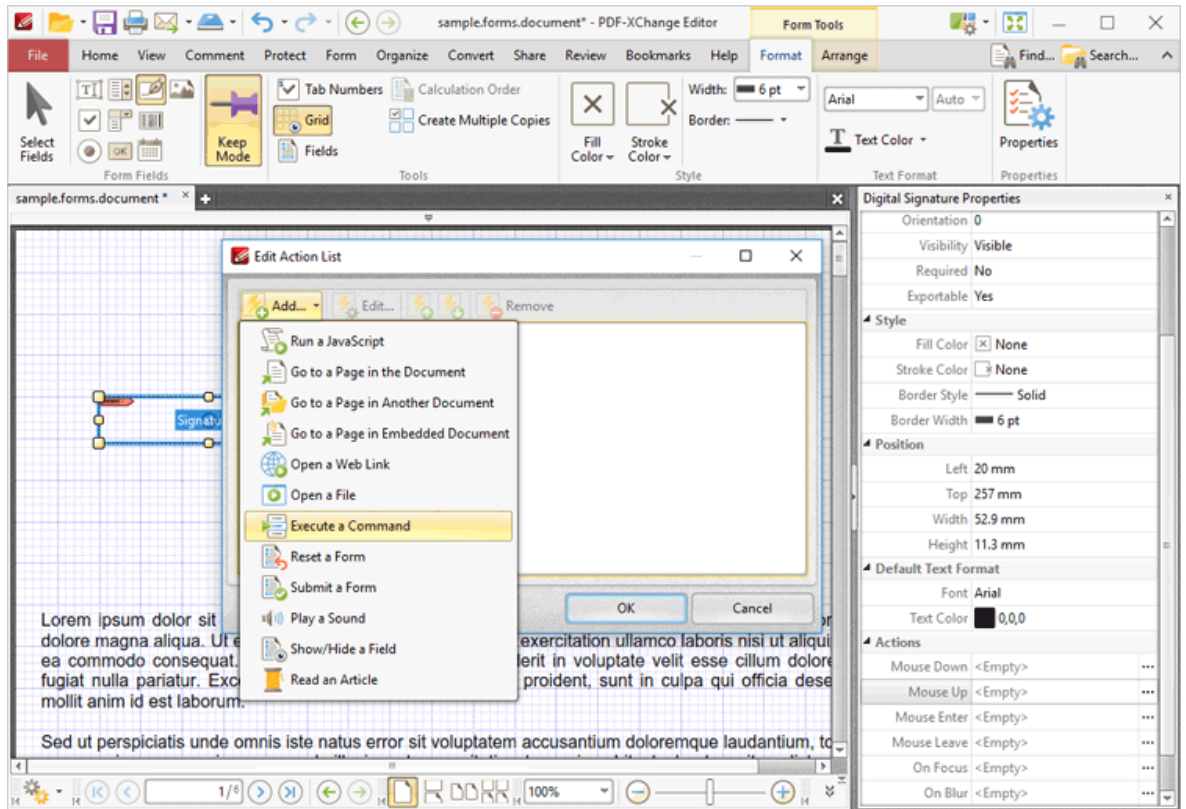 sample.forms.document* - PDF-XChange Editor
Form Tools
File Home View Comment Protect Form Organize Convert Share Review Bookmarks Help Format Arrange
Find... Search...
Select Fields
OK
Form Fields
Keep Mode
Tab Numbers
Grid
Fields
Calculation Order
Create Multiple Copies
Tools
Fill Color
Stroke Color
Width: 6 pt
Border:
Style
Arial Auto
Text Color
Text Format
Properties
Properties
sample.forms.document *
Edit Action List
Add... Edit... Remove
Run a JavaScript
Go to a Page in the Document
Go to a Page in Another Document
Go to a Page in Embedded Document
Open a Web Link
Open a File
Execute a Command
Reset a Form
Submit a Form
Play a Sound
Show/Hide a Field
Read an Article
OK Cancel
Signatu
Lorem ipsum dolor sit
dolore magna aliqua. Ut e exercitation ullamco laboris nisi ut aliqui
ea commodo consequat. lerit in voluptate velit esse cillum dolore
fugiat nulla pariatur. Exce proident, sunt in culpa qui officia dese
mollit anim id est laborum.
Sed ut perspiciatis unde omnis iste natus error sit voluptatem accusantium doloremque laudantium, to
1/6
100%
Digital Signature Properties
Orientation 0
Visibility Visible
Required No
Exportable Yes
Style
Fill Color None
Stroke Color None
Border Style Solid
Border Width 6 pt
Position
Left 20 mm
Top 257 mm
Width 52.9 mm
Height 11.3 mm
Default Text Format
Font Arial
Text Color 0,0,0
Actions
Mouse Down <Empty> ...
Mouse Up <Empty> ...
Mouse Enter <Empty> ...
Mouse Leave <Empty> ...
On Focus <Empty> ...
On Blur <Empty> ...